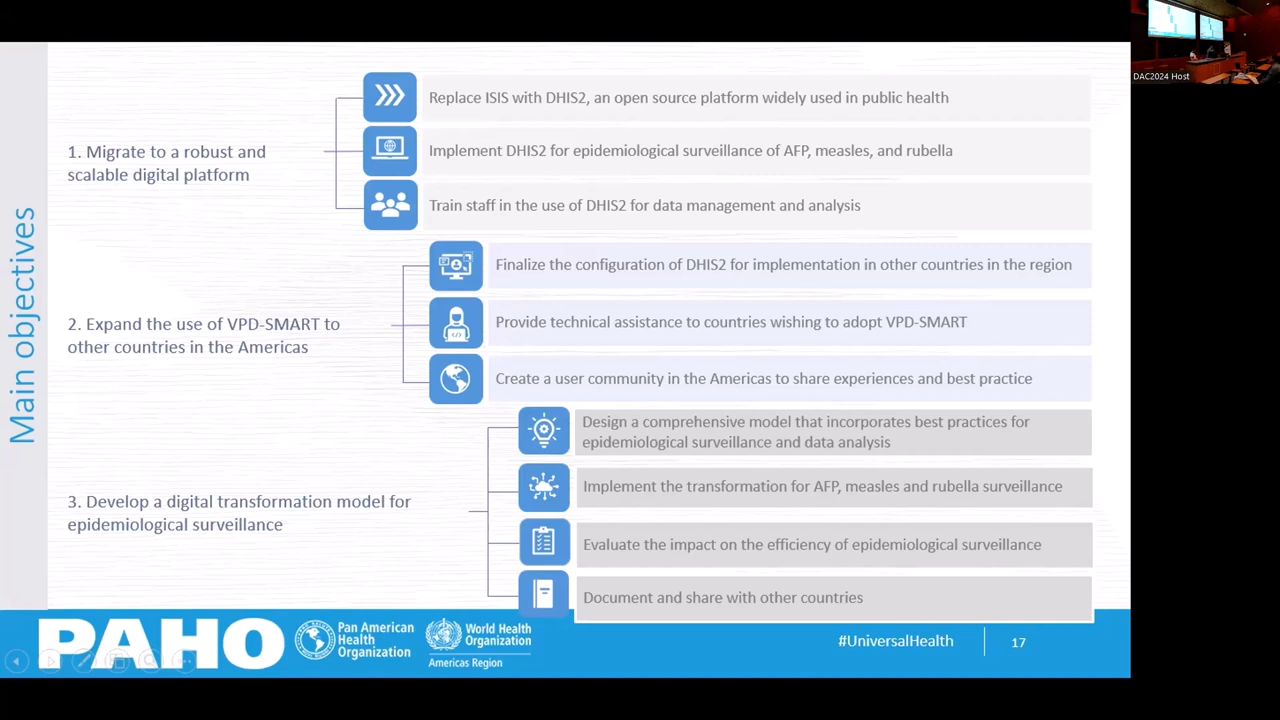 DAC2024 Host
Main objectives
1. Migrate to a robust and
scalable digital platform
Replace ISIS with DHIS2, an open source platform widely used in public health
Implement DHIS2 for epidemiological surveillance of AFP, measles, and rubella
Train staff in the use of DHIS2 for data management and analysis
2. Expand the use of VPD-SMART to
other countries in the Americas
Finalize the configuration of DHIS2 for implementation in other countries in the region
Provide technical assistance to countries wishing to adopt VPD-SMART
Create a user community in the Americas to share experiences and best practice
3. Develop a digital transformation model for
epidemiological surveillance
Design a comprehensive model that incorporates best practices for
epidemiological surveillance and data analysis
Implement the transformation for AFP, measles and rubella surveillance
Evaluate the impact on the efficiency of epidemiological surveillance
Document and share with other countries
PAHO
Pan American
Health
Organization
World Health
Organization
Americas Region
#UniversalHealth
17